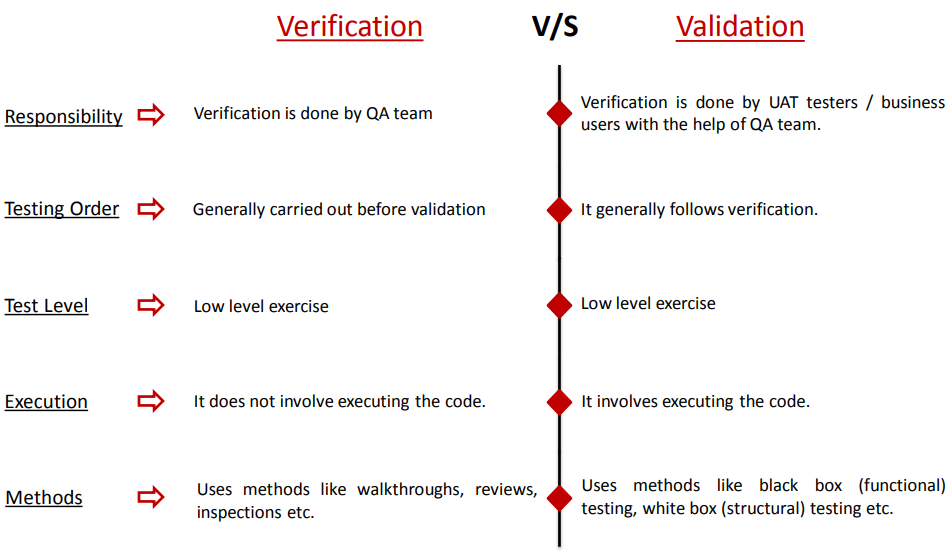 Verification V/S Validation
Responsibility
Verification is done by QA team
Verification is done by UAT testers / business
users with the help of QA team.
Testing Order
Generally carried out before validation
It generally follows verification.
Test Level
Low level exercise
Low level exercise
Execution
It does not involve executing the code.
It involves executing the code.
Methods
Uses methods like walkthroughs, reviews,
inspections etc.
Uses methods like black box (functional)
testing, white box (structural) testing etc.